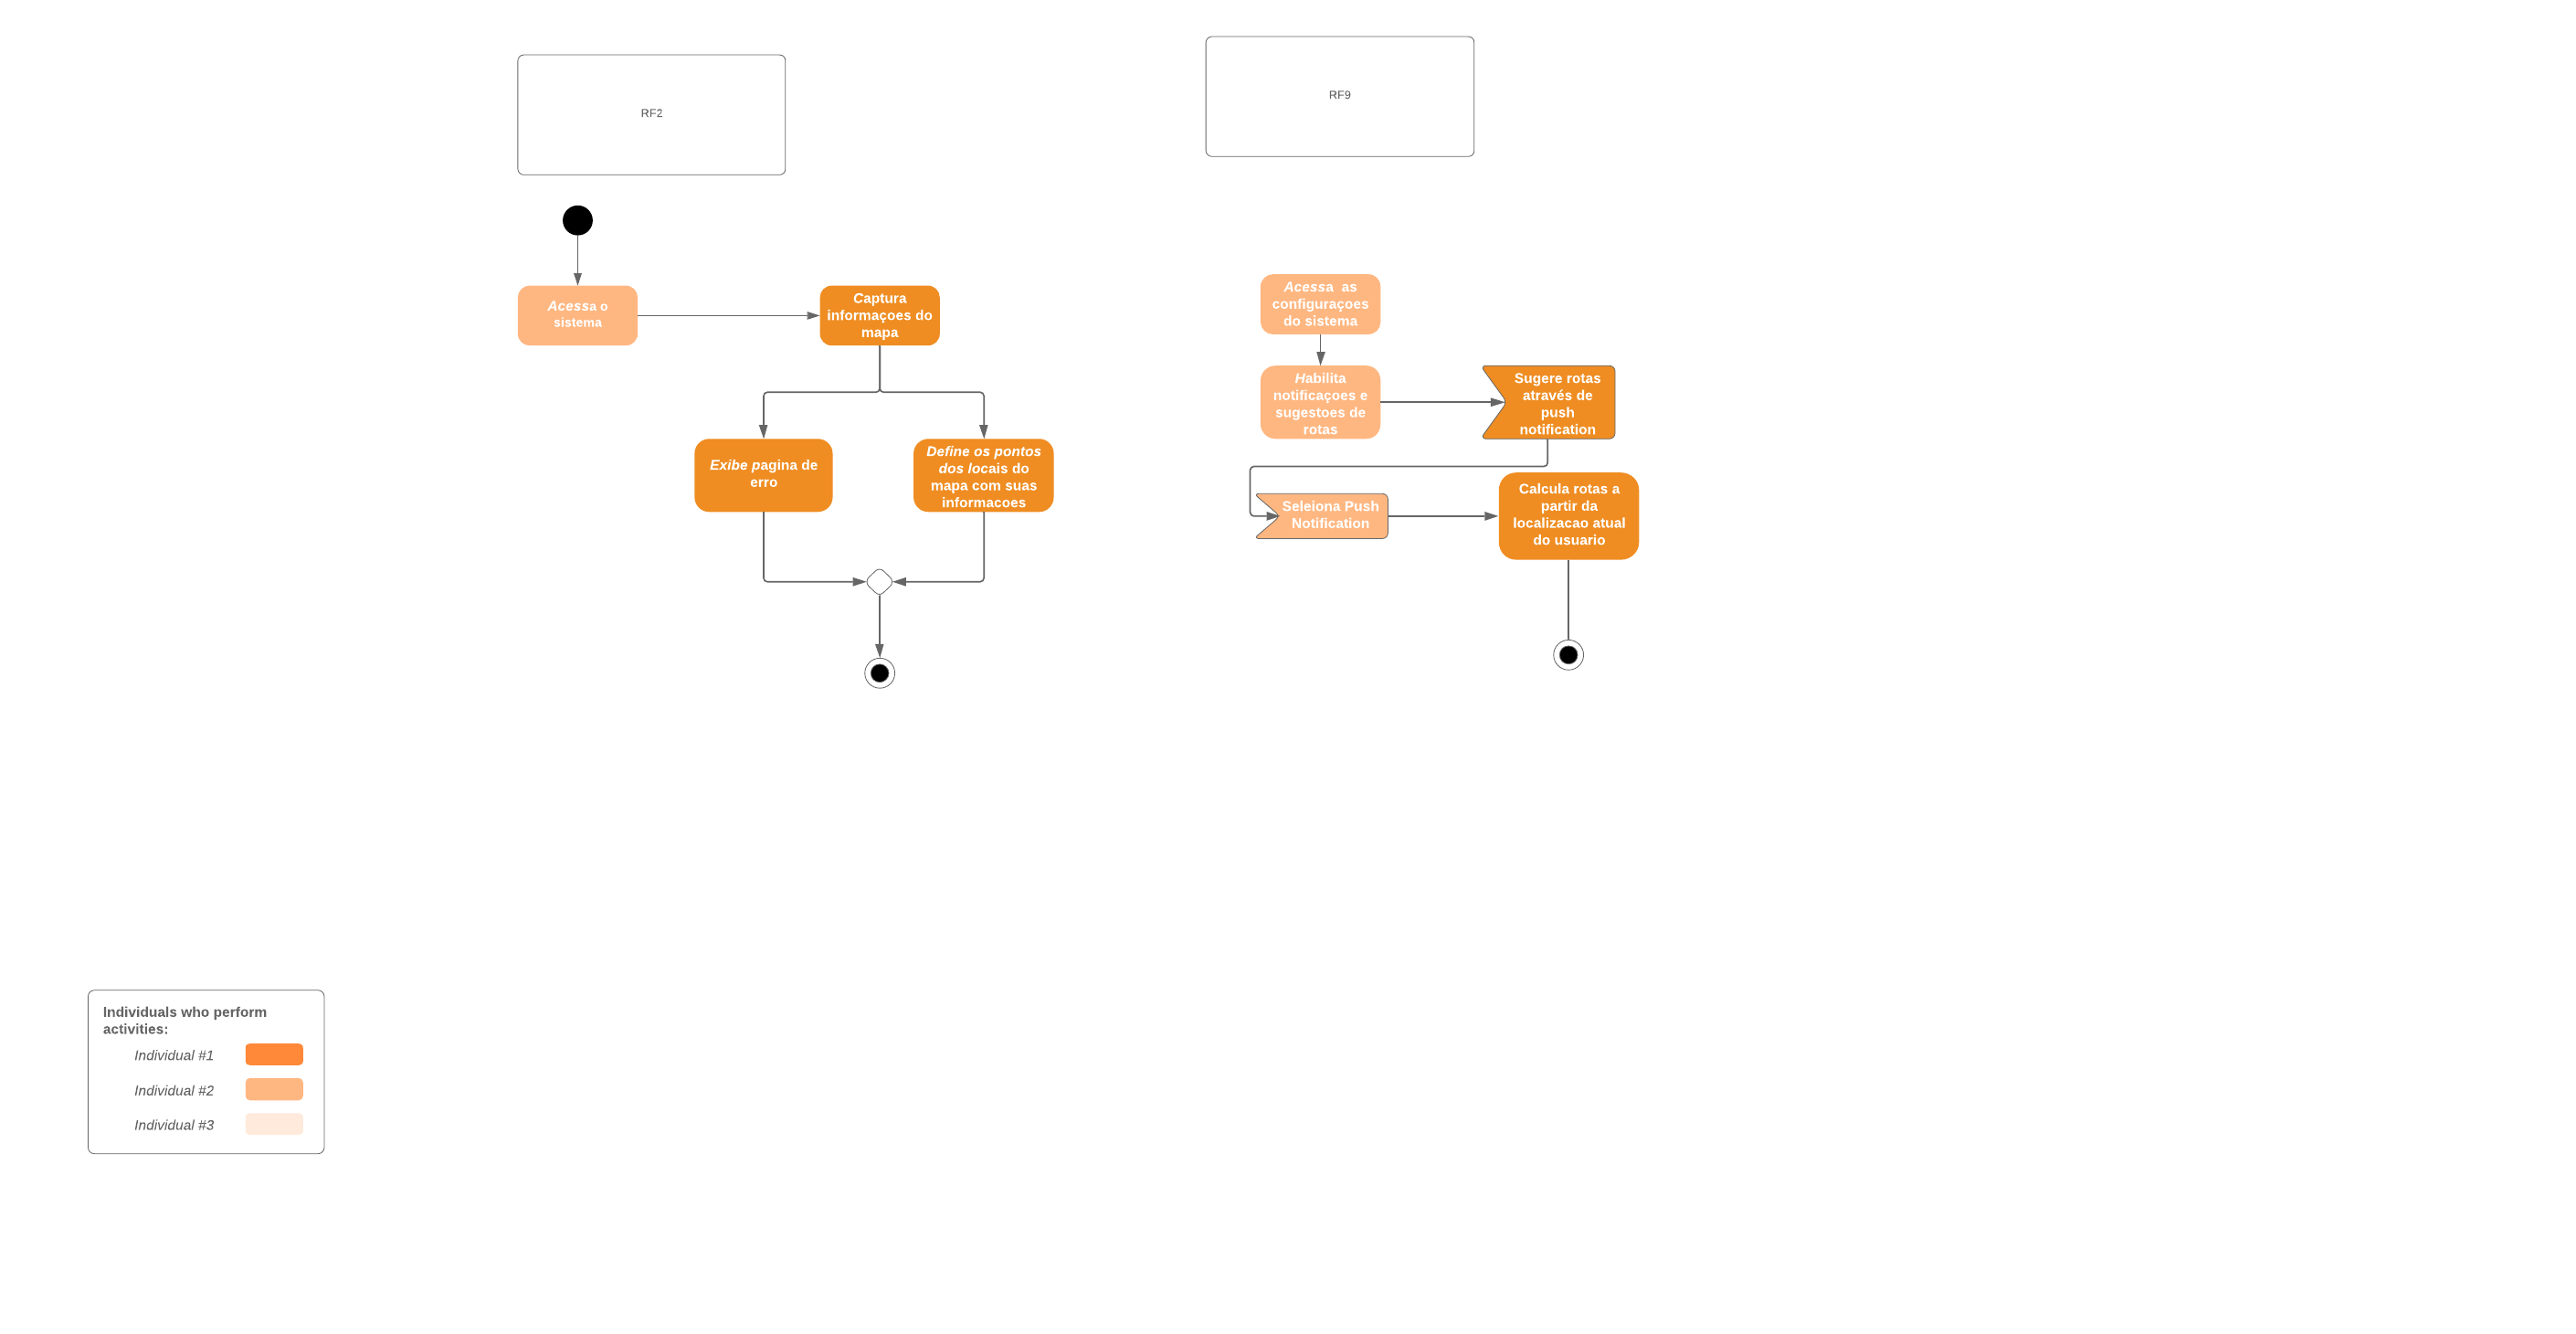 RF2
RF9
Acessa o
sistema
Captura
informaçoes do
mapa
Exibe pagina de
erro
Define os pontos
dos locais do
mapa com suas
informacoes
Acessa  as
configuraçoes
do sistema
Habilita
notificaçoes e
sugestoes de
rotas
Sugere rotas
através de
push
notification
Seleiona Push
Notification
Calcula rotas a
partir da
localizacao atual
do usuario
Individuals who perform
activities:
Individual #1
Individual #2
Individual #3